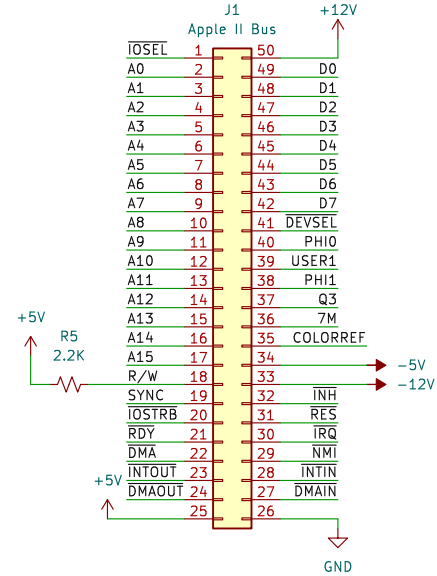 J1
+12V
Apple II Bus
IOSEL 1 50
A0 2 49 D0
A1 3 48 D1
A2 4 47 D2
A3 5 46 D3
A4 6 45 D4
A5 7 44 D5
A6 8 43 D6
A7 9 42 D7
A8 10 41 DEVSEL
A9 11 40 PHI0
A10 12 39 USER1
A11 13 38 PHI1
A12 14 37 Q3
+5V A13 15 36 7M
R5 A14 16 35 COLORREF
2.2K A15 17 34 -5V
R/W 18 33 -12V
SYNC 19 32 INH
IOSTRB 20 31 RES
RDY 21 30 IRQ
DMA 22 29 NMI
INTOUT 23 28 INTIN
+5V DMAOUT 24 27 DMAIN
25 26
GND